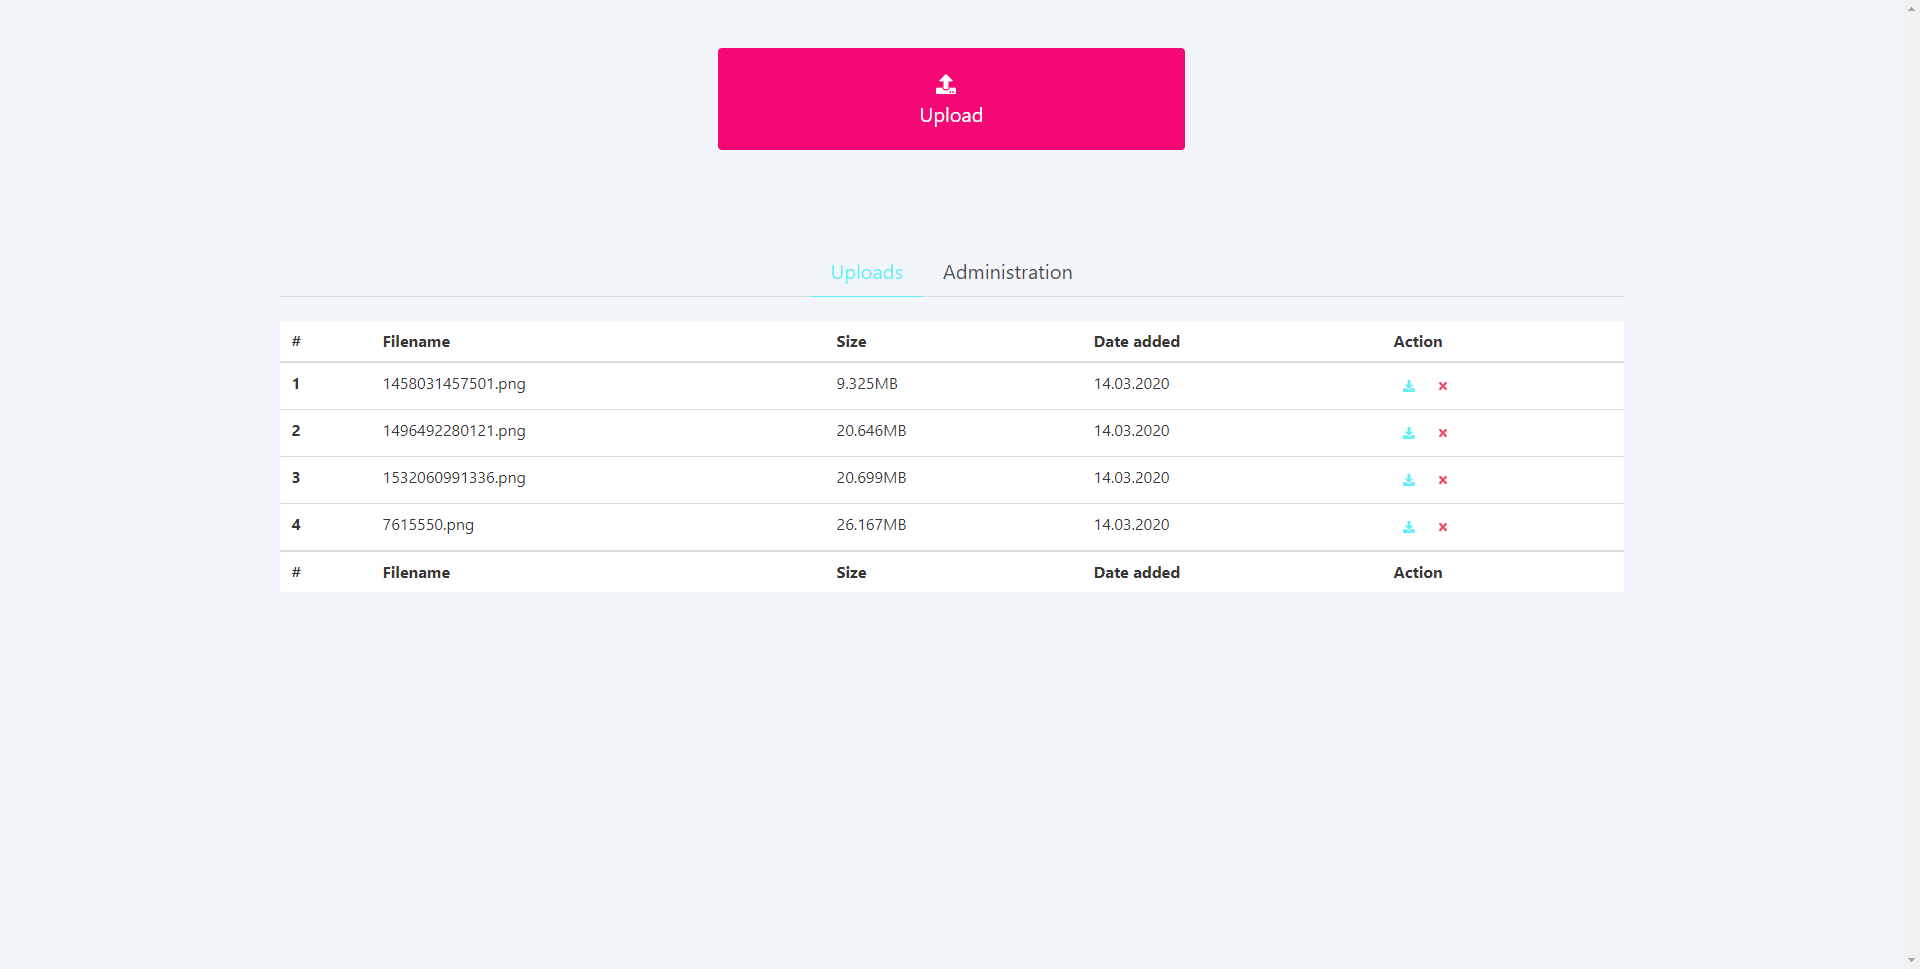 Upload
Uploads Administration
# Filename Size Date added Action
1 1458031457501.png 9.325MB 14.03.2020
2 1496492280121.png 20.646MB 14.03.2020
3 1532060991336.png 20.699MB 14.03.2020
4 7615550.png 26.167MB 14.03.2020
# Filename Size Date added Action